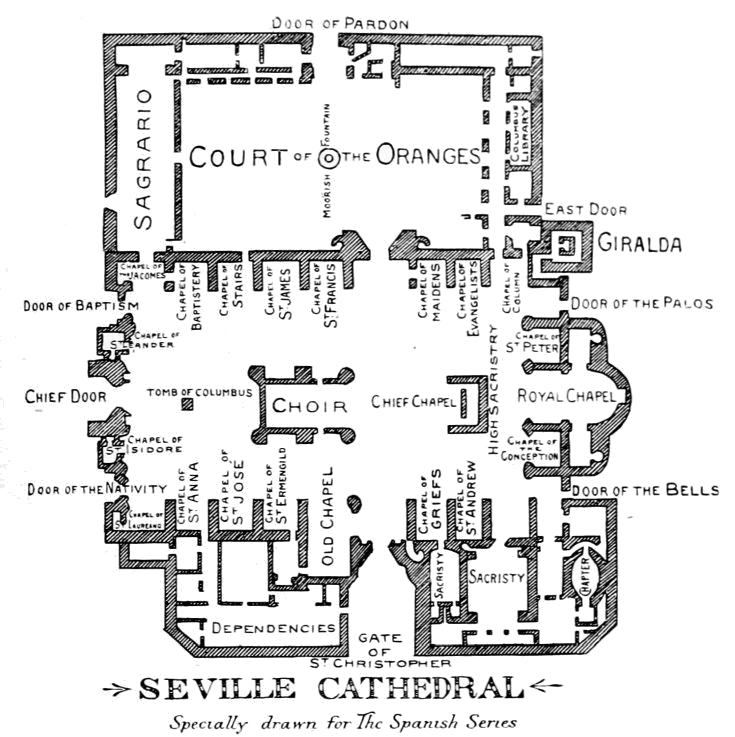 DOOR OF PARDON
SAGRARIO
COURT OF THE ORANGES
MOORISH FOUNTAIN
COLUMBUS
LIBRARY
EAST DOOR
GIRALDA
CHAPEL OF
THE JACOMES
CHAPEL OF
BAPTISTERY
CHAPEL OF
STAIRS
CHAPEL OF
ST JAMES
CHAPEL OF
ST FRANCIS
CHAPEL OF
MAIDENS
CHAPEL OF
EVANGELISTS
CHAPEL OF
COLUMN
DOOR OF BAPTISM
DOOR OF THE PALOS
CHAPEL OF
ST LEANDER
CHAPEL OF
ST PETER
HIGH SACRISTRY
CHIEF DOOR
TOMB OF COLUMBUS
CHOIR
CHIEF CHAPEL
ROYAL CHAPEL
CHAPEL OF
ST ISIDORE
CHAPEL OF
THE
CONCEPTION
DOOR OF THE NATIVITY
DOOR OF THE BELLS
CHAPEL OF
ST ANNA
CHAPEL OF
ST JOSÉ
CHAPEL OF
ST ERMENGILD
OLD CHAPEL
CHAPEL OF
GRIEFS
CHAPEL OF
ST ANDREW
CHAPEL OF
ST LAUREANO
SACRISTY
SACRISTY
CHAPTER
DEPENDENCIES
GATE
OF
ST CHRISTOPHER
SEVILLE CATHEDRAL
Specially drawn for The Spanish Series